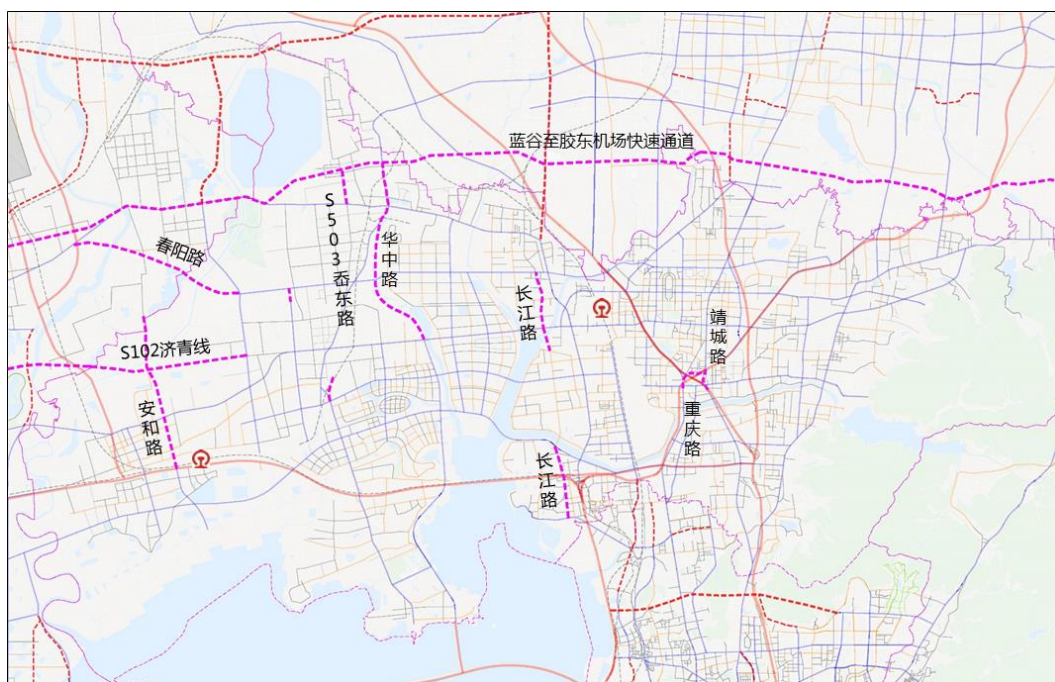 蓝谷至胶东机场快速通道
春阳路
S503岙东路
华中路
长江路
靖城路
S102济青线
安和路
重庆路
长江路